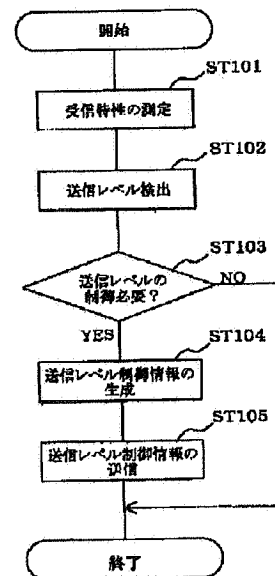 開始
ST101
受信特性の測定
ST102
送信レベル検出
ST103
送信レベルの
制御必要？
NO
YES
ST104
送信レベル制御情報の
生成
ST105
送信レベル制御情報の
送信
終了